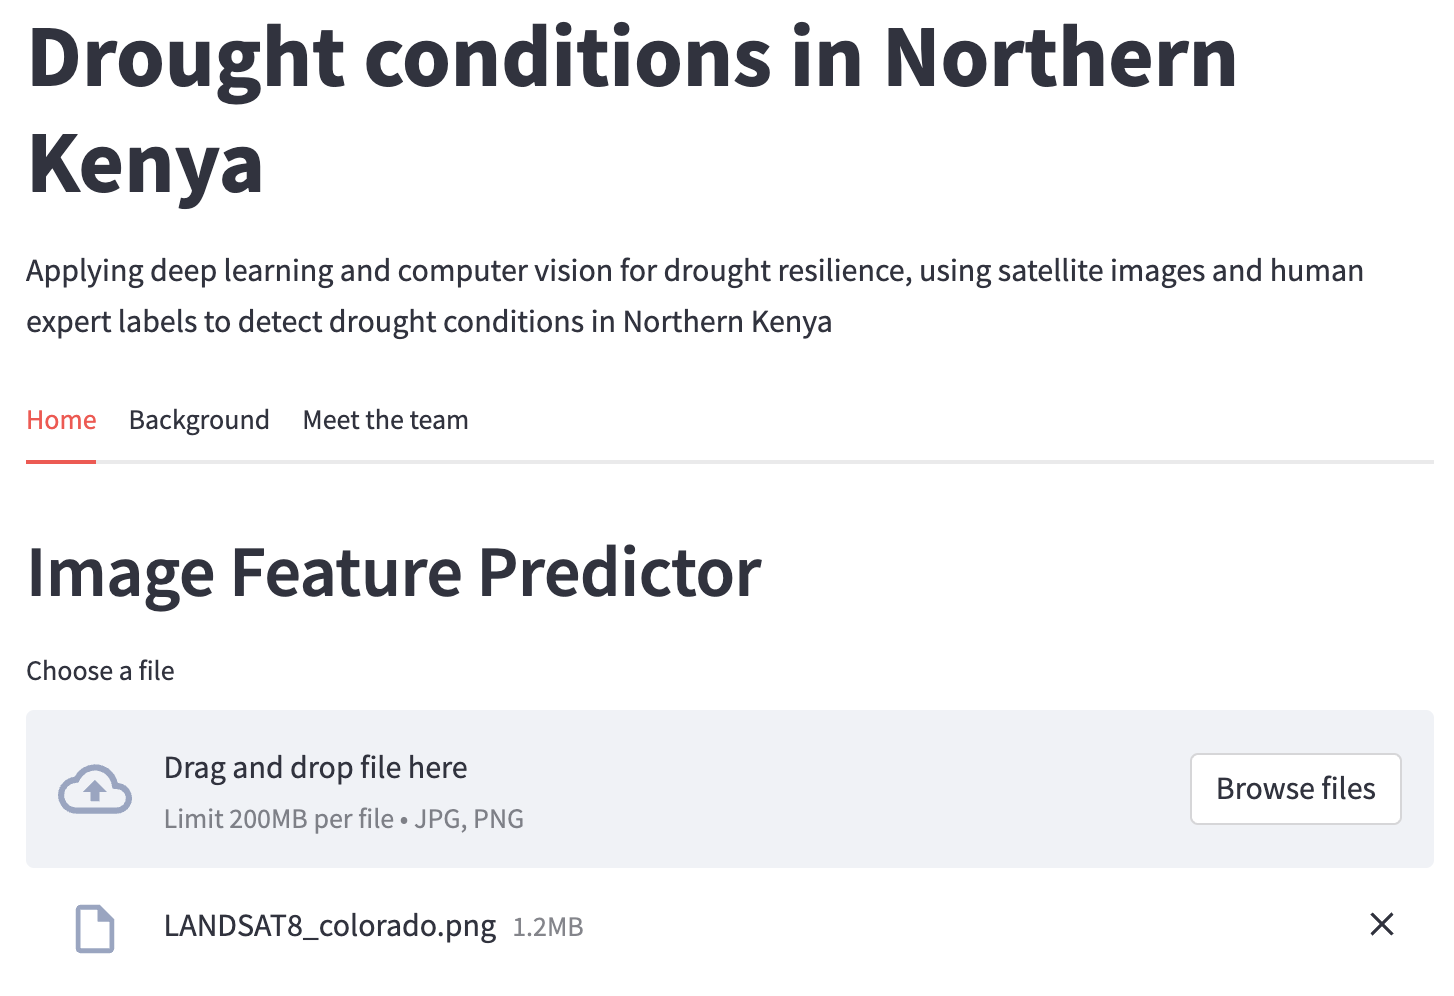 Drought conditions in Northern
Kenya
Applying deep learning and computer vision for drought resilience, using satellite images and human
expert labels to detect drought conditions in Northern Kenya
Home Background Meet the team
Image Feature Predictor
Choose a file
Drag and drop file here
Limit 200MB per file • JPG, PNG
Browse files
LANDSAT8_colorado.png 1.2MB